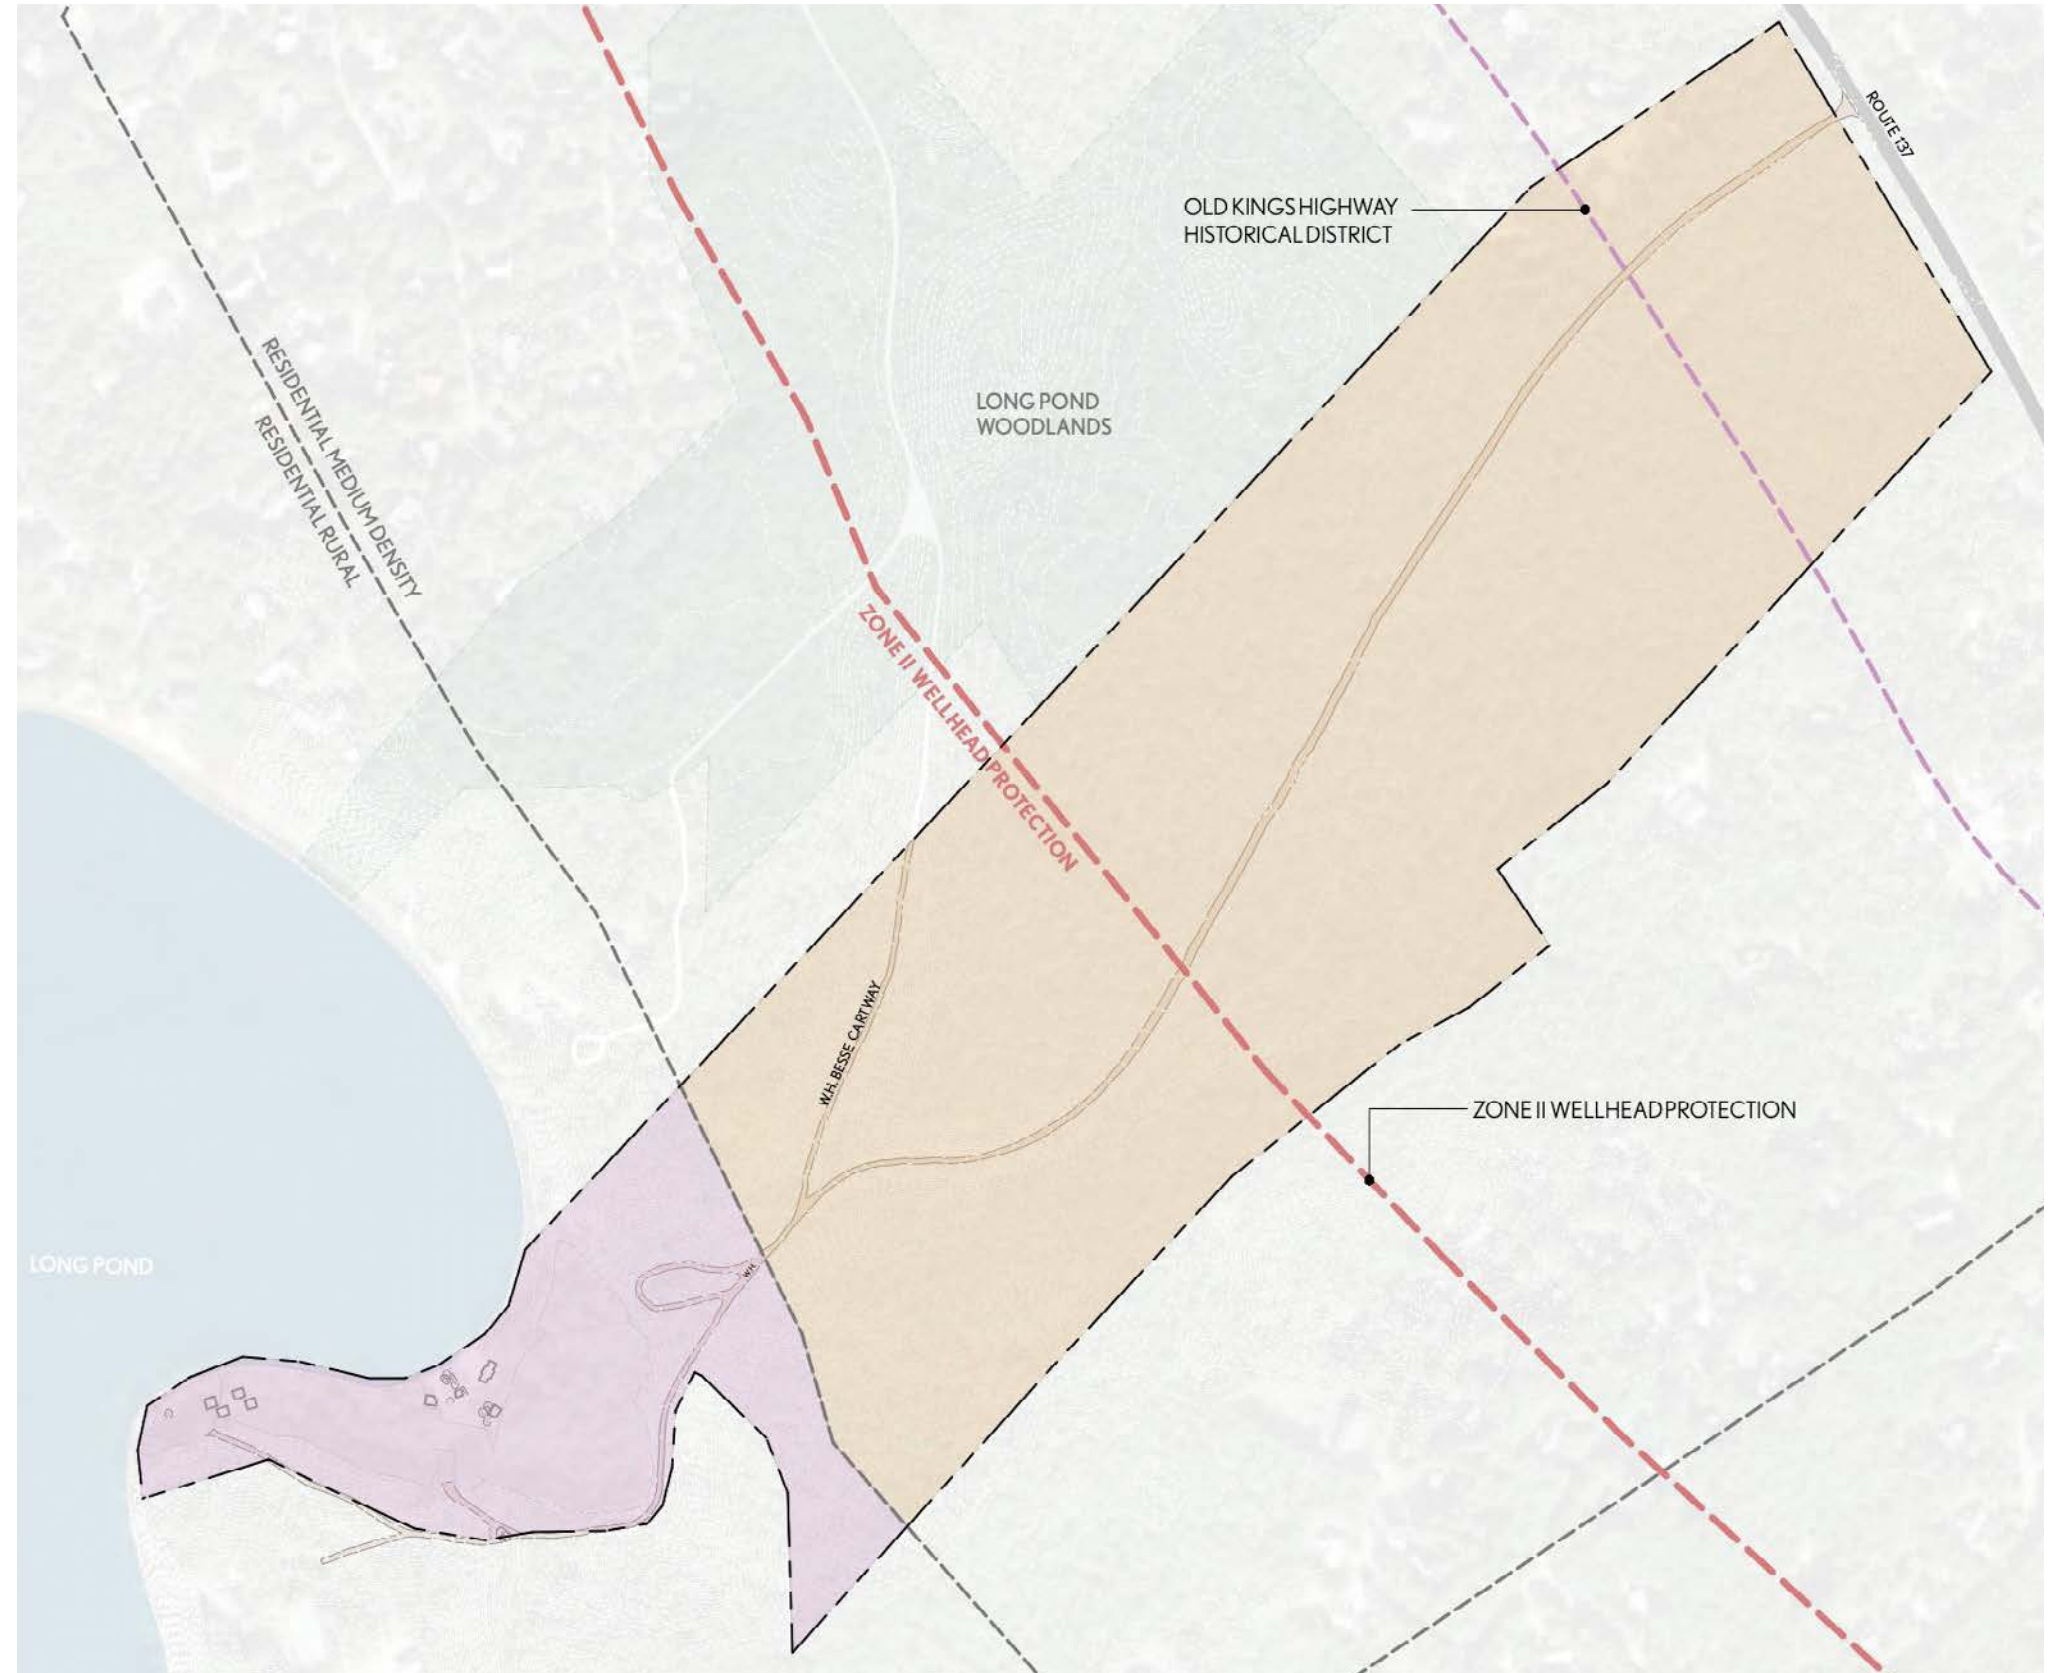 ROUTE 137
OLD KINGS HIGHWAY
HISTORICAL DISTRICT
RESIDENTIAL MEDIUM DENSITY
RESIDENTIAL RURAL
LONG POND
WOODLANDS
ZONE II WELLHEAD PROTECTION
W.H. BESSE CARTWAY
ZONE II WELLHEAD PROTECTION
LONG POND
W.H.